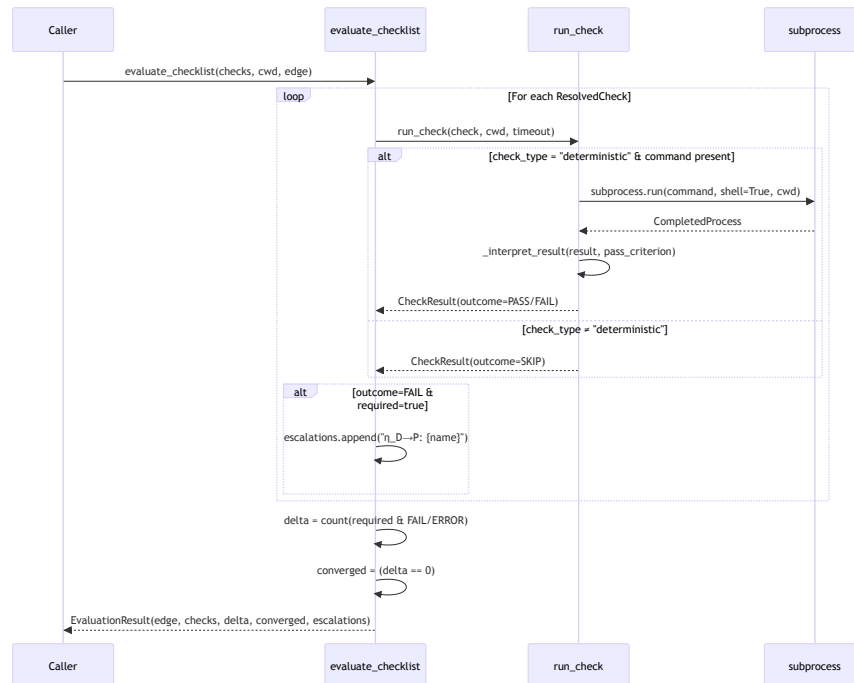 Caller
evaluate_checklist
run_check
subprocess
evaluate_checklist(checks, cwd, edge)
loop
[For each ResolvedCheck]
run_check(check, cwd, timeout)
alt
[check_type = "deterministic" & command present]
subprocess.run(command, shell=True, cwd)
CompletedProcess
_interpret_result(result, pass_criterion)
CheckResult(outcome=PASS/FAIL)
[check_type ≠ "deterministic"]
CheckResult(outcome=SKIP)
alt
[outcome=FAIL &
required=true]
escalations.append("η_D→P: {name}")
delta = count(required & FAIL/ERROR)
converged = (delta == 0)
EvaluationResult(edge, checks, delta, converged, escalations)
Caller
evaluate_checklist
run_check
subprocess